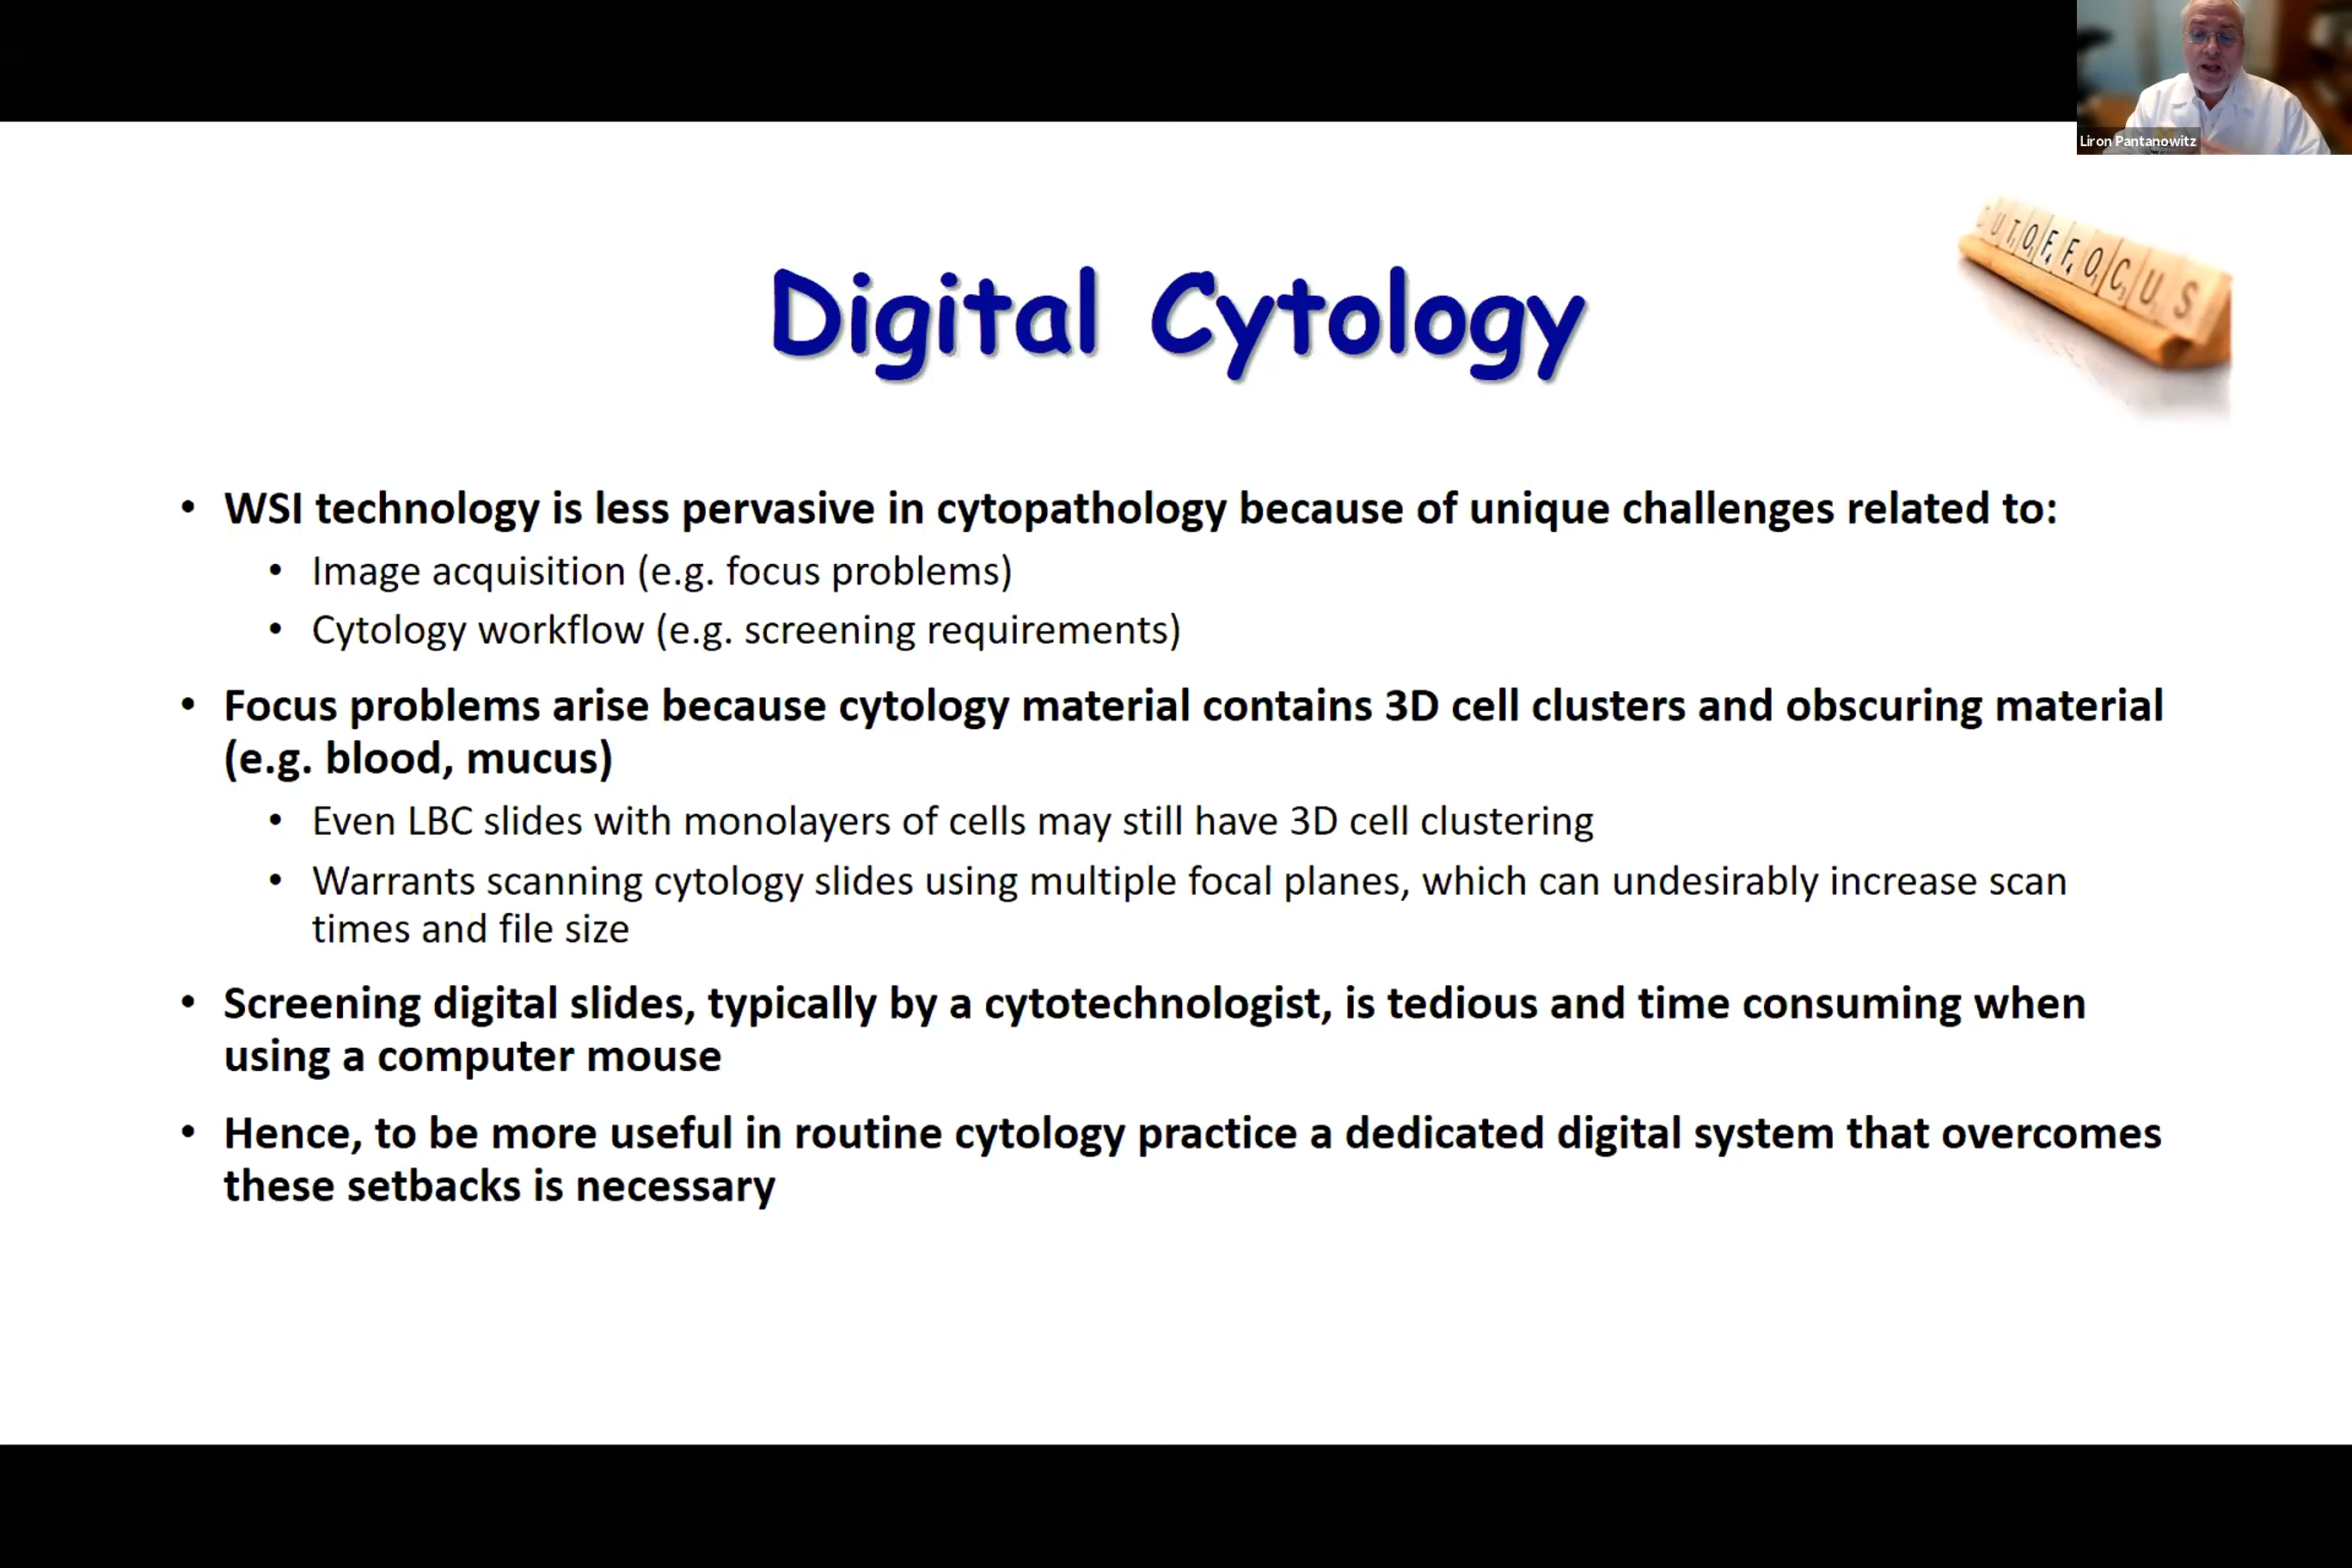 Liron Pantanowitz
OUTOFFOCUS
Digital Cytology
• WSI technology is less pervasive in cytopathology because of unique challenges related to:
• Image acquisition (e.g. focus problems)
• Cytology workflow (e.g. screening requirements)
• Focus problems arise because cytology material contains 3D cell clusters and obscuring material
(e.g. blood, mucus)
• Even LBC slides with monolayers of cells may still have 3D cell clustering
• Warrants scanning cytology slides using multiple focal planes, which can undesirably increase scan
times and file size
• Screening digital slides, typically by a cytotechnologist, is tedious and time consuming when
using a computer mouse
• Hence, to be more useful in routine cytology practice a dedicated digital system that overcomes
these setbacks is necessary